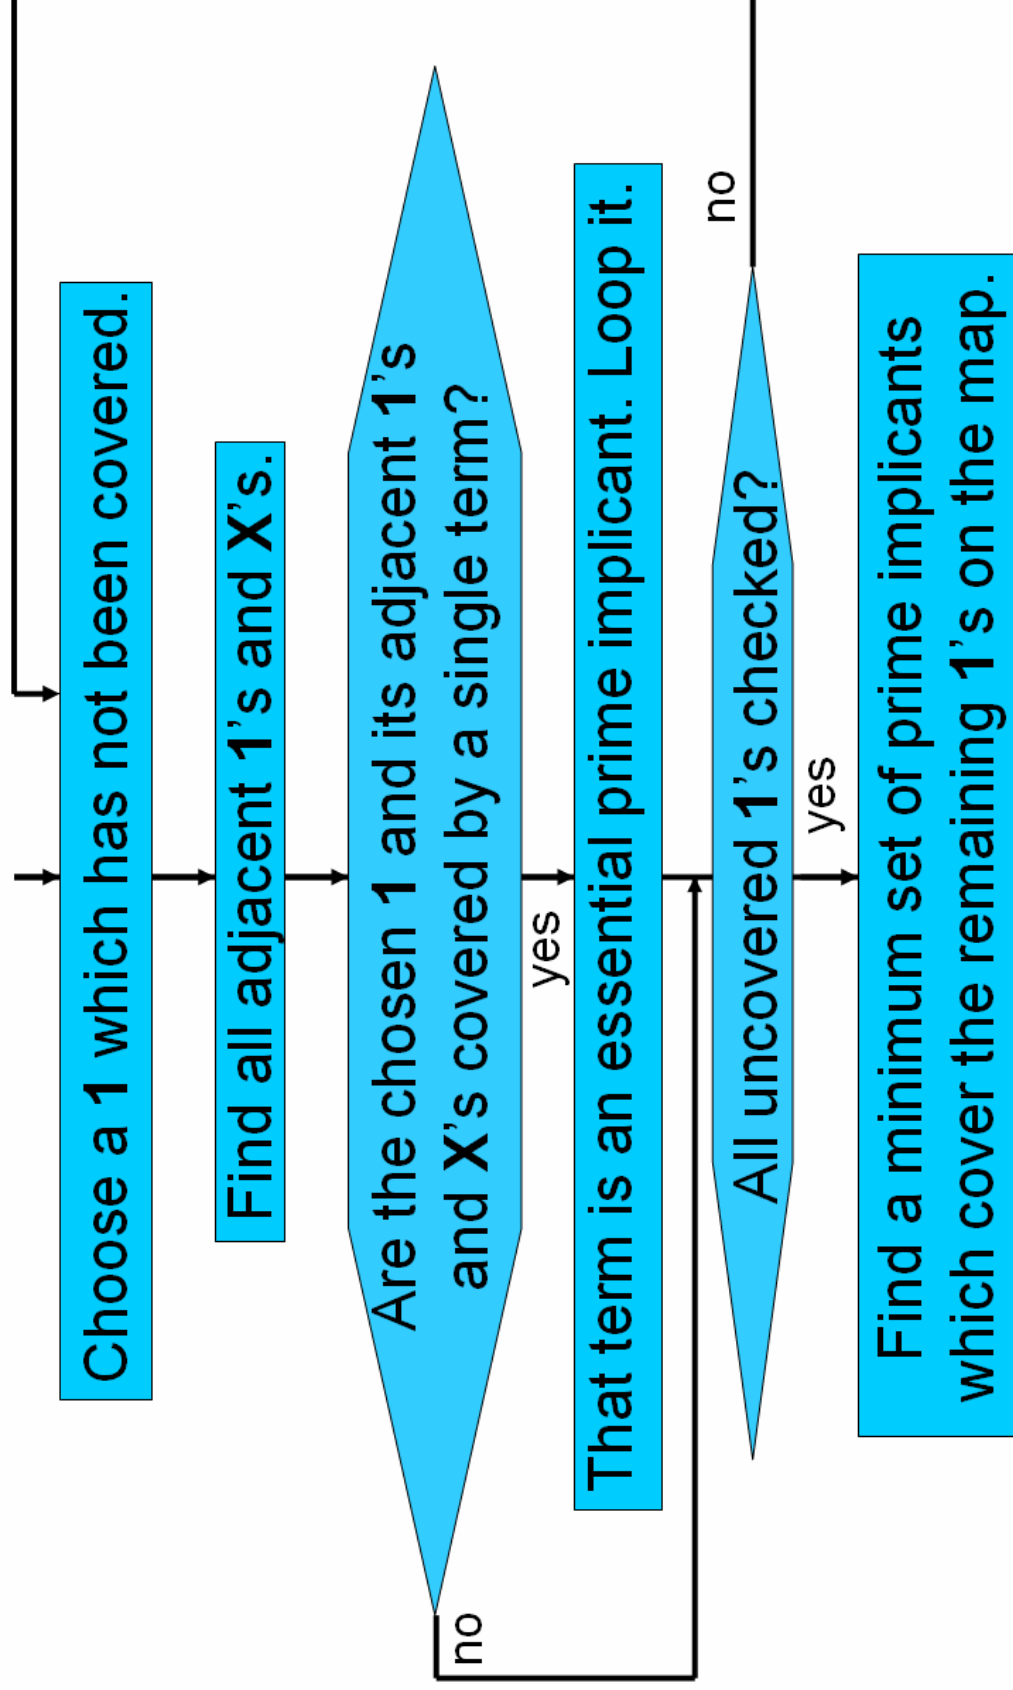 Choose a 1 which has not been covered.
Find all adjacent 1's and X's.
Are the chosen 1 and its adjacent 1's
and X's covered by a single term?
no
yes
That term is an essential prime implicant. Loop it.
no
All uncovered 1's checked?
yes
Find a minimum set of prime implicants
which cover the remaining 1's on the map.